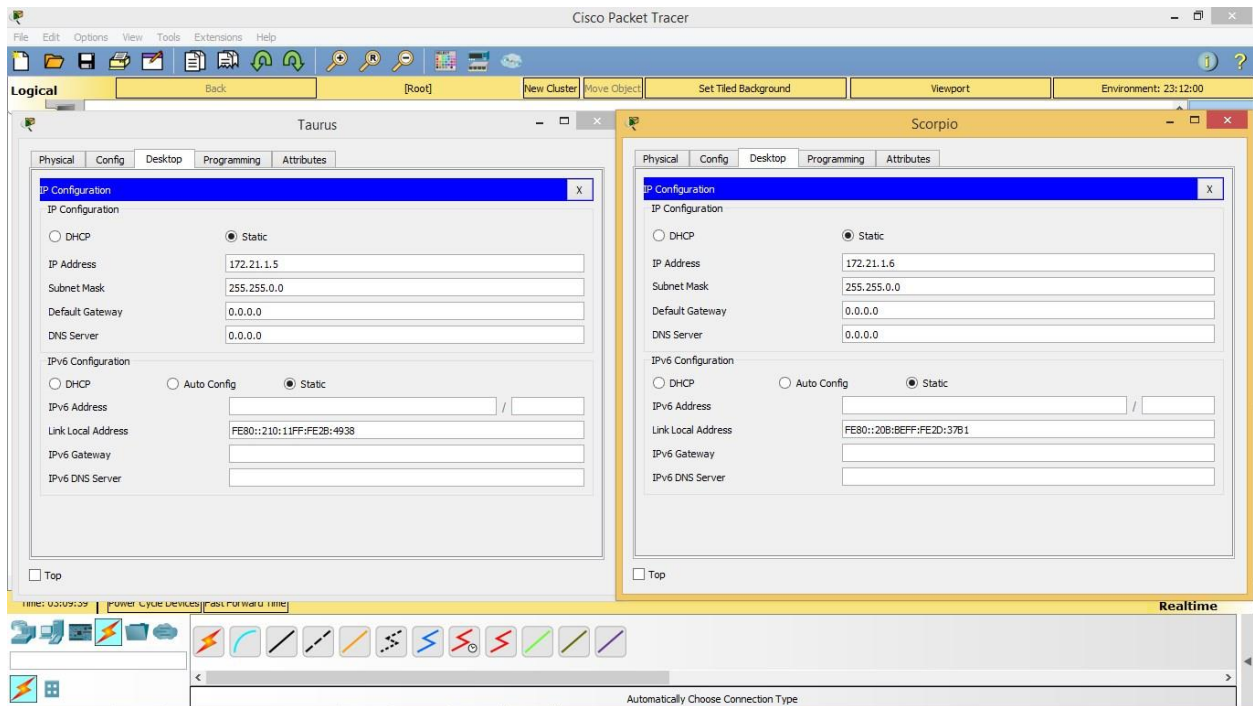 Cisco Packet Tracer
File Edit Options View Tools Extensions Help
Logical Back [Root] New Cluster Move Object Set Tiled Background Viewport Environment: 23:12:00
Taurus
Physical Config Desktop Programming Attributes
IP Configuration X
IP Configuration
DHCP Static
IP Address 172.21.1.5
Subnet Mask 255.255.0.0
Default Gateway 0.0.0.0
DNS Server 0.0.0.0
IPv6 Configuration
DHCP Auto Config Static
IPv6 Address /
Link Local Address FE80::210:11FF:FE2B:4938
IPv6 Gateway
IPv6 DNS Server
Top
Scorpio
Physical Config Desktop Programming Attributes
IP Configuration X
IP Configuration
DHCP Static
IP Address 172.21.1.6
Subnet Mask 255.255.0.0
Default Gateway 0.0.0.0
DNS Server 0.0.0.0
IPv6 Configuration
DHCP Auto Config Static
IPv6 Address /
Link Local Address FE80::20B:BEFF:FE2D:37B1
IPv6 Gateway
IPv6 DNS Server
Top
Time: 03:09:39 Power Cycle Devices Fast Forward Time Realtime
Automatically Choose Connection Type